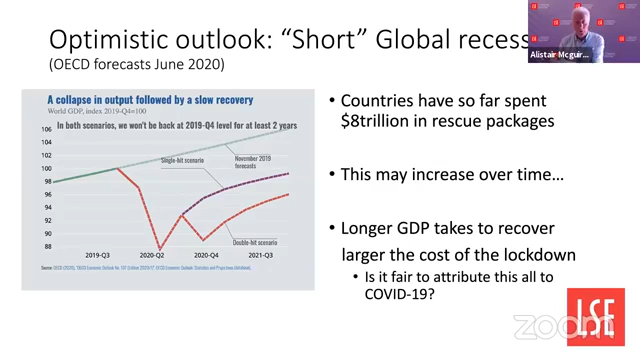 Optimistic outlook: “Short” Global recess
(OECD forecasts June 2020)
Alistair Mcguir...
A collapse in output followed by a slow recovery
World GDP, index 2019-Q4=100
In both scenarios, we won't be back at 2019-Q4 level for at least 2 years
106
104
102
100
98
96
94
92
90
88
Single-hit scenario
November 2019
forecasts
Double-hit scenario
2019-Q3
2020-Q2
2020-Q4
2021-Q3
• Countries have so far spent
$8trillion in rescue packages
• This may increase over time…
• Longer GDP takes to recover
larger the cost of the lockdown
• Is it fair to attribute this all to
COVID-19?
LSE
zoom